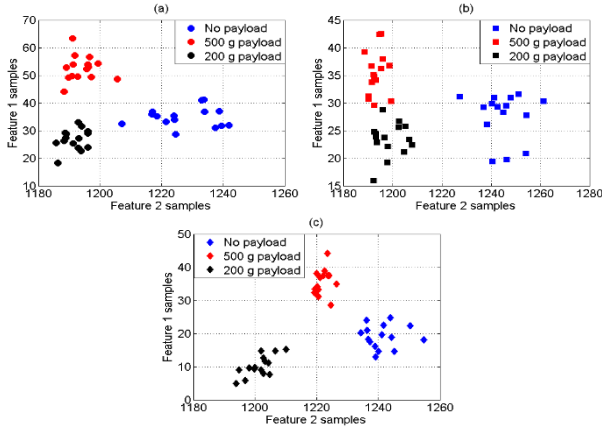 (a)
No payload
500 g payload
200 g payload
70
60
50
40
30
20
10
1180
1200
1220
1240
1260
Feature 1 samples
Feature 2 samples
(b)
No payload
500 g payload
200 g payload
45
40
35
30
25
20
15
1180
1200
1220
1240
1260
1280
Feature 1 samples
Feature 2 samples
(c)
No payload
500 g payload
200 g payload
50
40
30
20
10
0
1180
1200
1220
1240
1260
Feature 1 samples
Feature 2 samples